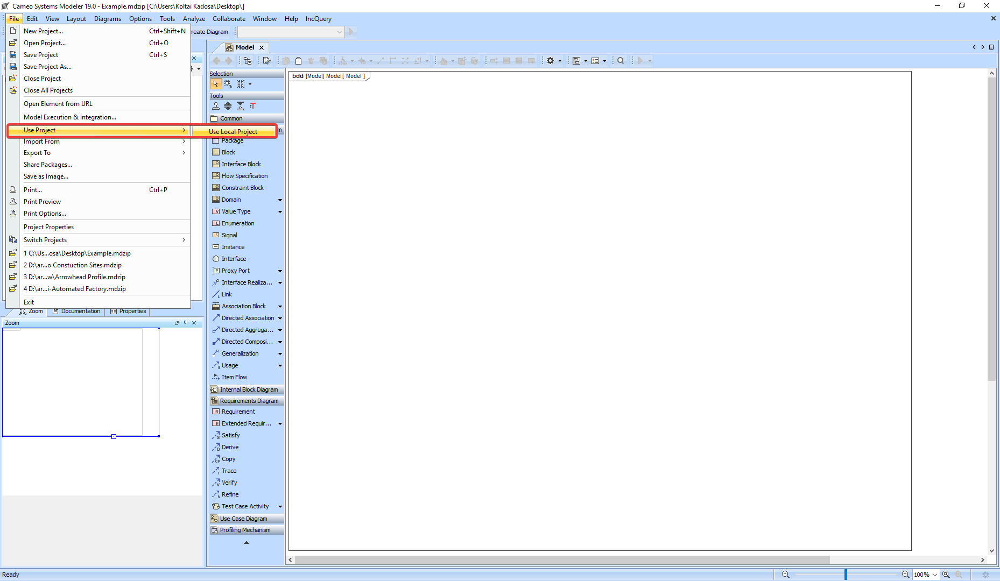 Cameo Systems Modeler 19.0 - Example.mdzip [C:\Users\Koltai Kadosa\Desktop\]
File Edit View Layout Diagrams Options Tools Analyze Collaborate Window Help IncQuery
reate Diagram
New Project... Ctrl+Shift+N
Open Project... Ctrl+O
Save Project Ctrl+S
Save Project As...
Close Project
Close All Projects
Open Element from URL
Model Execution & Integration...
Use Project
Use Local Project
Import From
Export To
Share Packages...
Save as Image...
Print... Ctrl+P
Print Preview
Print Options...
Project Properties
Switch Projects
1 C:\Us...osa\Desktop\Example.mdzip
2 D:\ar...o Constuction Sites.mdzip
3 D:\ar...w\Arrowhead Profile.mdzip
4 D:\ar...i-Automated Factory.mdzip
Exit
Zoom Documentation Properties
Zoom
Model
Selection
Tools
Common
m
Package
Block
Interface Block
Flow Specification
Constraint Block
Domain
Value Type
Enumeration
Signal
Instance
Interface
Proxy Port
Interface Realiza...
Link
Association Block
Directed Association
Directed Aggrega...
Directed Composi...
Generalization
Usage
Item Flow
Internal Block Diagram
Requirements Diagram
Requirement
Extended Requir...
Satisfy
Derive
Copy
Trace
Verify
Refine
Test Case Activity
Use Case Diagram
Profiling Mechanism
bdd [Model] Model[ Model ]
Ready
100%